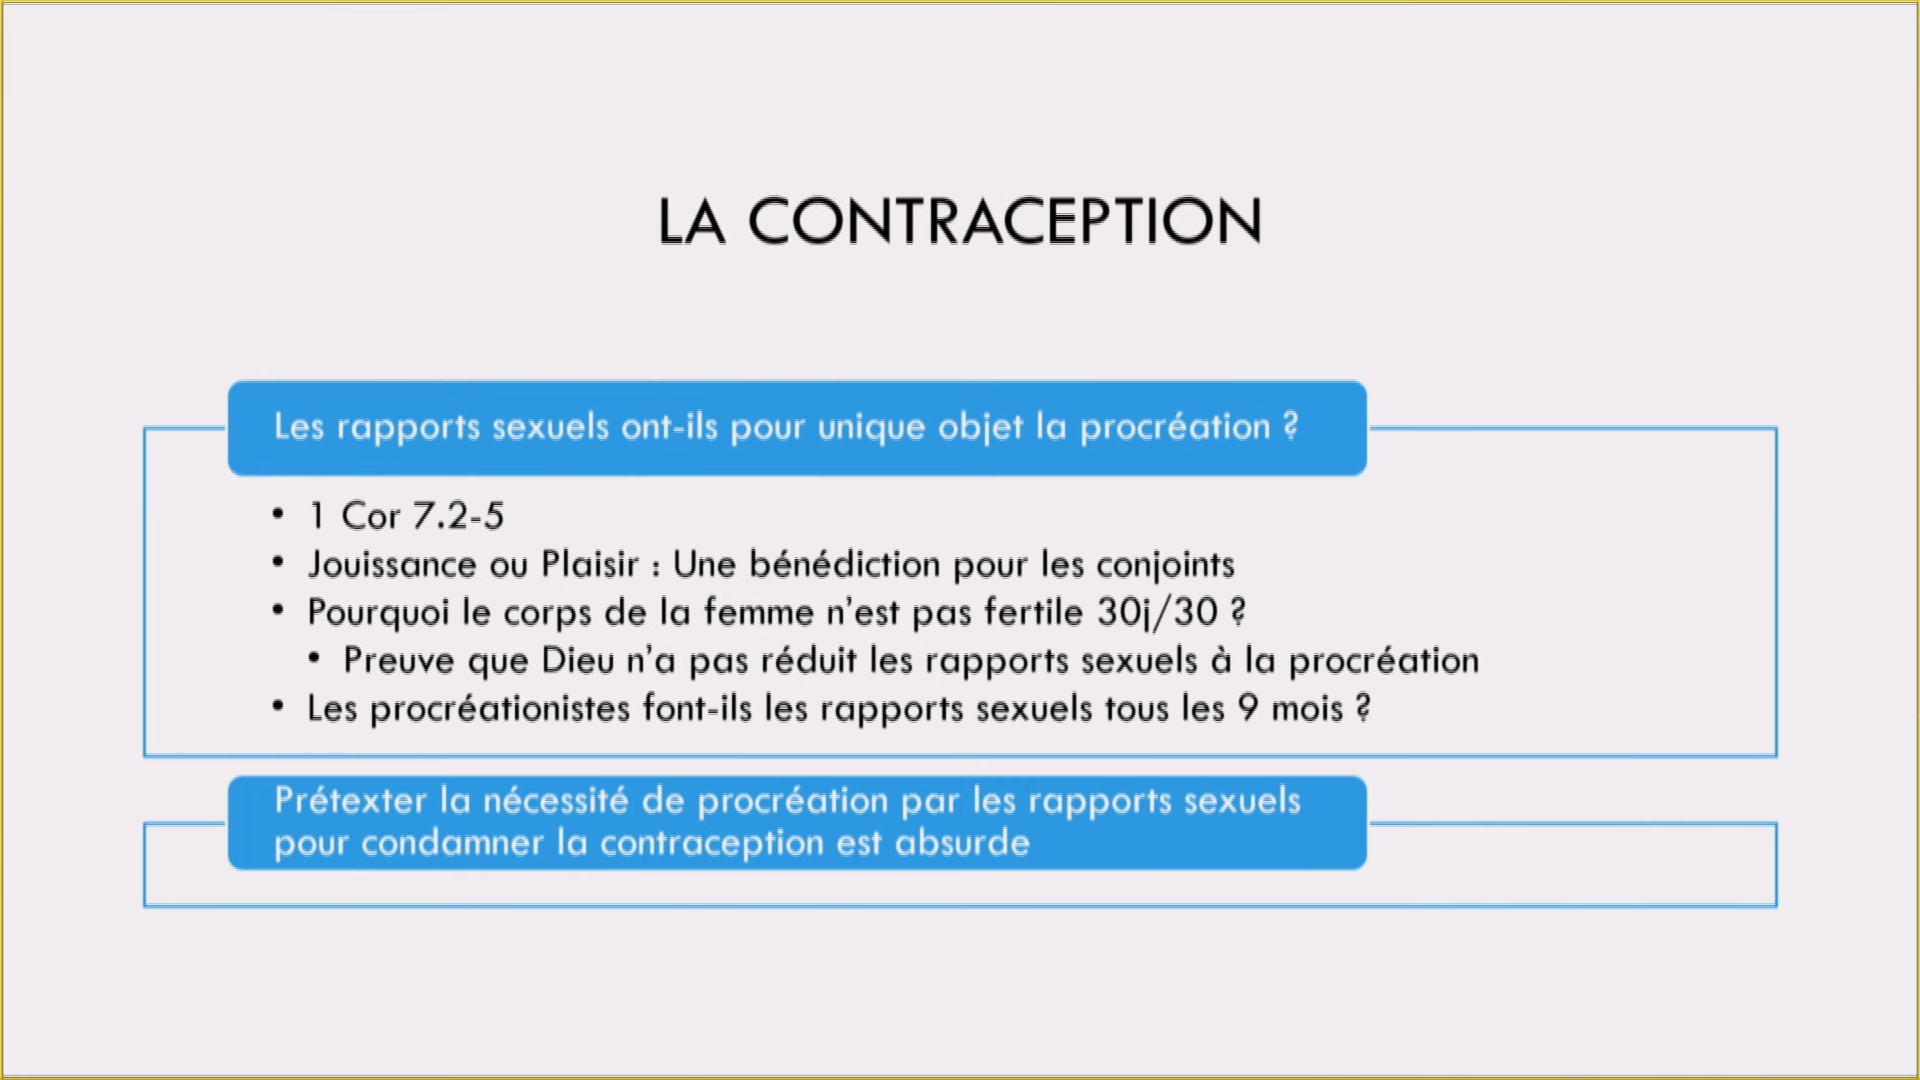 LA CONTRACEPTION
Les rapports sexuels ont-ils pour unique objet la procréation ?
• 1 Cor 7.2-5
• Jouissance ou Plaisir : Une bénédiction pour les conjoints
• Pourquoi le corps de la femme n’est pas fertile 30j/30 ?
• Preuve que Dieu n’a pas réduit les rapports sexuels à la procréation
• Les procréationistes font-ils les rapports sexuels tous les 9 mois ?
Prétexter la nécessité de procréation par les rapports sexuels
pour condamner la contraception est absurde